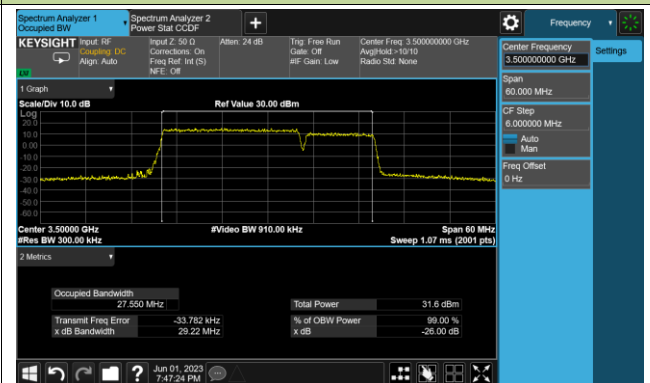 Spectrum Analyzer 1
Occupied BW
Spectrum Analyzer 2
Power Stat CCDF
+
Frequency
KEYSIGHT
Input: RF
Coupling: DC
Align: Auto
Input Z: 50 Ω
Corrections: On
Freq Ref: Int (S)
NFE: Off
Atten: 24 dB
Trig: Free Run
Gate: Off
#IF Gain: Low
Center Freq: 3.500000000 GHz
Avg|Hold:>10/10
Radio Std: None
Center Frequency
3.500000000 GHz
Settings
Span
60.000 MHz
CF Step
6.000000 MHz
Auto
Man
Freq Offset
0 Hz
1 Graph
Scale/Div 10.0 dB
Ref Value 30.00 dBm
Log
20.0
10.0
0.00
-10.0
-20.0
-30.0
-40.0
-50.0
-60.0
Center 3.50000 GHz
#Video BW 910.00 kHz
Span 60 MHz
#Res BW 300.00 kHz
Sweep 1.07 ms (2001 pts)
2 Metrics
Occupied Bandwidth
27.550 MHz
Total Power
31.6 dBm
Transmit Freq Error
-33.782 kHz
% of OBW Power
99.00 %
x dB Bandwidth
29.22 MHz
x dB
-26.00 dB
?
Jun 01, 2023
7:47:24 PM